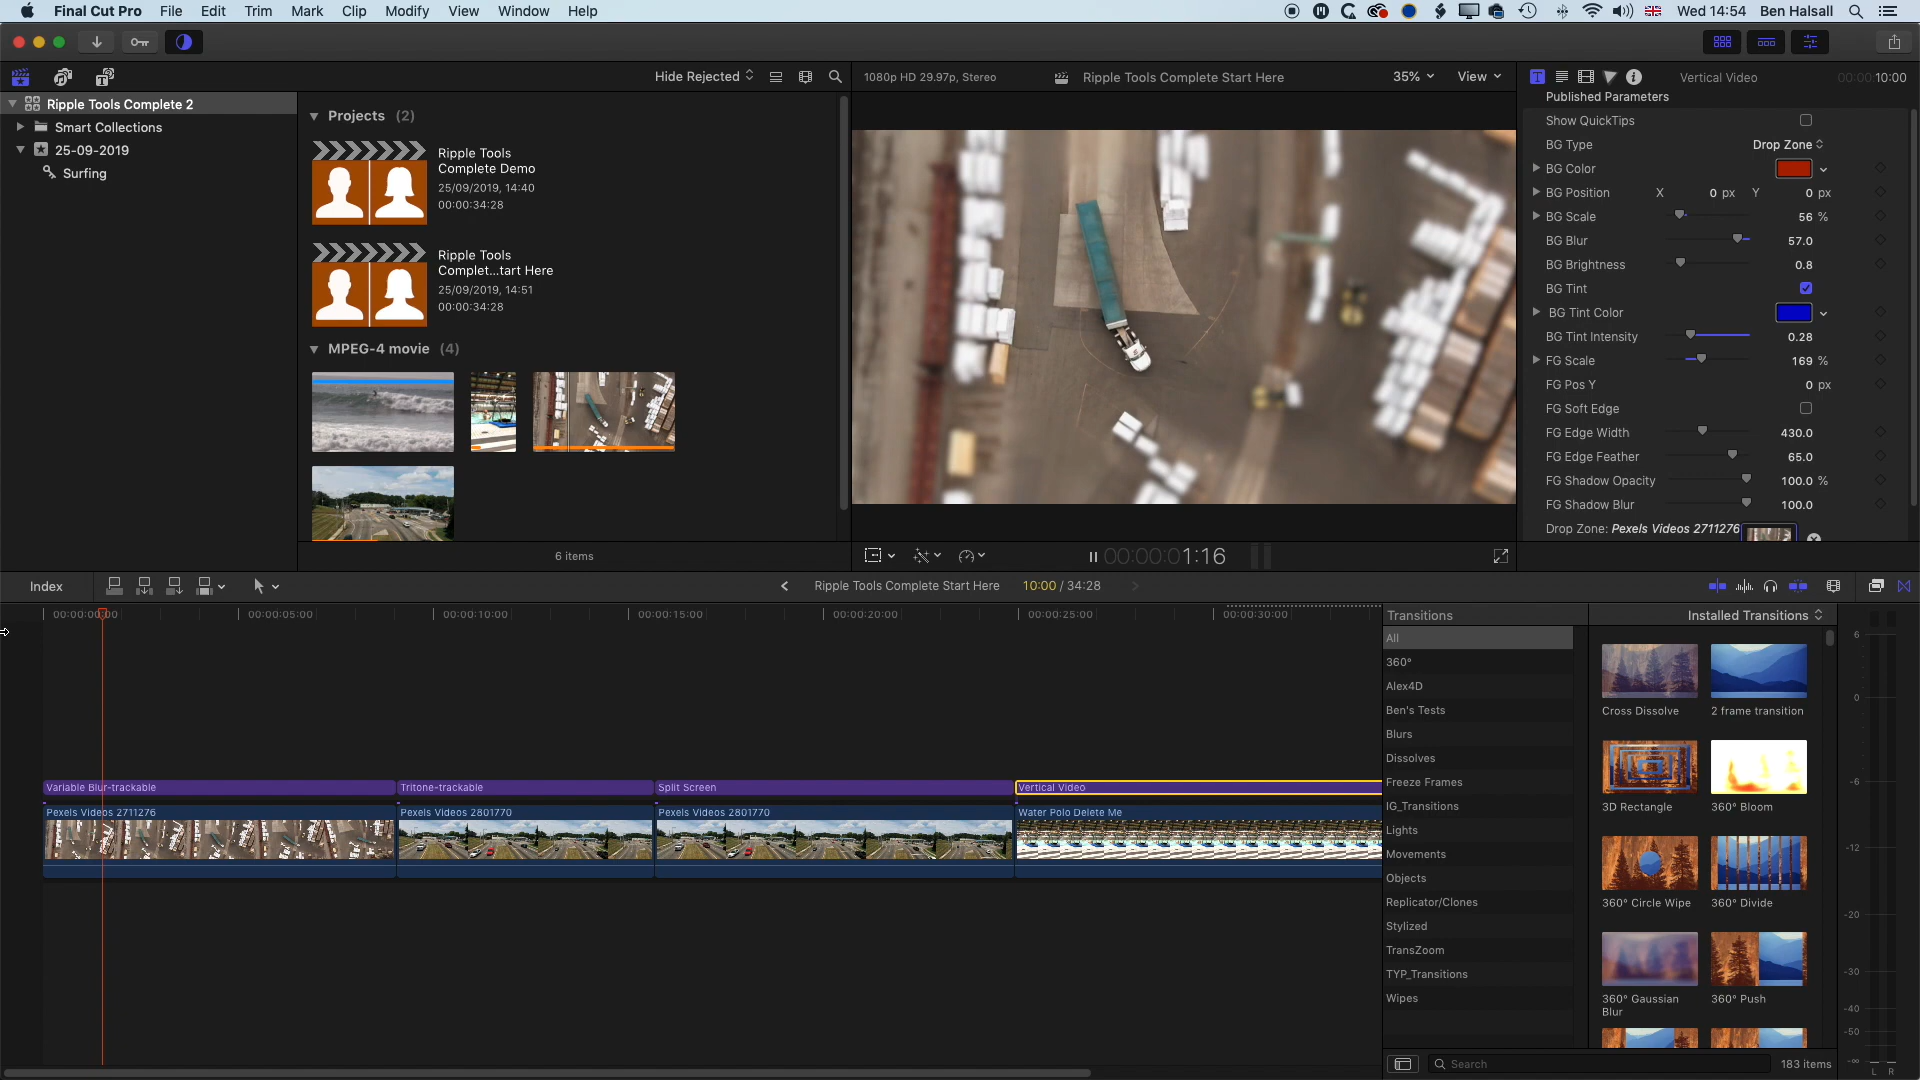 Final Cut Pro File Edit Trim Mark Clip Modify View Window Help
Wed 14:54 Ben Halsall
Hide Rejected
1080p HD 29.97p, Stereo
Ripple Tools Complete Start Here
35%
View
Vertical Video
00:00:10:00
Ripple Tools Complete 2
Smart Collections
25-09-2019
Surfing
Projects (2)
Ripple Tools
Complete Demo
25/09/2019, 14:40
00:00:34:28
Ripple Tools
Complet...tart Here
25/09/2019, 14:51
00:00:34:28
MPEG-4 movie (4)
6 items
00:00:01:16
Published Parameters
Show QuickTips
BG Type Drop Zone
BG Color
BG Position X 0 px Y 0 px
BG Scale 56 %
BG Blur 57.0
BG Brightness 0.8
BG Tint
BG Tint Color
BG Tint Intensity 0.28
FG Scale 169 %
FG Pos Y 0 px
FG Soft Edge
FG Edge Width 430.0
FG Edge Feather 65.0
FG Shadow Opacity 100.0 %
FG Shadow Blur 100.0
Drop Zone: Pexels Videos 2711276
Index
Ripple Tools Complete Start Here 10:00 / 34:28
00:00:00:00 00:00:05:00 00:00:10:00 00:00:15:00 00:00:20:00 00:00:25:00 00:00:30:00
Variable Blur-trackable Tritone-trackable Split Screen Vertical Video
Pexels Videos 2711276 Pexels Videos 2801770 Pexels Videos 2801770 Water Polo Delete Me
Transitions
Installed Transitions
All
360°
Alex4D
Ben's Tests
Blurs
Dissolves
Freeze Frames
IG_Transitions
Lights
Movements
Objects
Replicator/Clones
Stylized
TransZoom
TYP_Transitions
Wipes
Cross Dissolve 2 frame transition
3D Rectangle 360° Bloom
360° Circle Wipe 360° Divide
360° Gaussian
Blur
360° Push
Search
183 items
6
0
-6
-12
-20
-30
-40
-50
-∞
L R